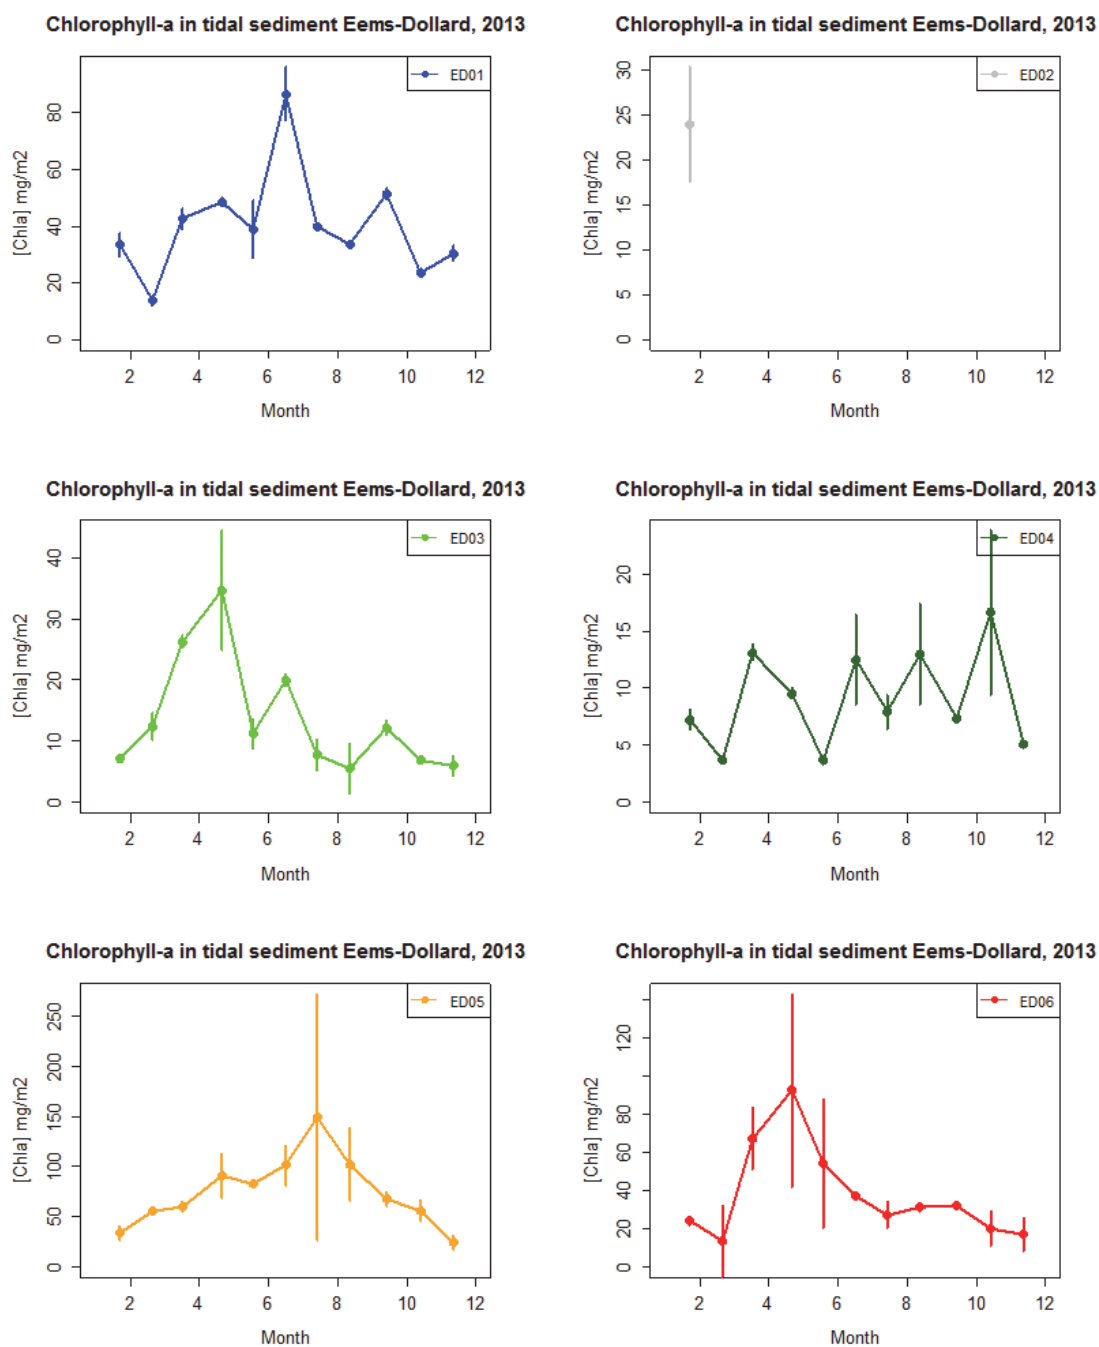 Chlorophyll-a in tidal sediment Eems-Dollard, 2013
ED01
[Chla] mg/m2
80
60
40
20
0
2 4 6 8 10 12
Month
Chlorophyll-a in tidal sediment Eems-Dollard, 2013
ED02
[Chla] mg/m2
30
25
20
15
10
5
0
2 4 6 8 10 12
Month
Chlorophyll-a in tidal sediment Eems-Dollard, 2013
ED03
[Chla] mg/m2
40
30
20
10
0
2 4 6 8 10 12
Month
Chlorophyll-a in tidal sediment Eems-Dollard, 2013
ED04
[Chla] mg/m2
20
15
10
5
0
2 4 6 8 10 12
Month
Chlorophyll-a in tidal sediment Eems-Dollard, 2013
ED05
[Chla] mg/m2
250
200
150
100
50
0
2 4 6 8 10 12
Month
Chlorophyll-a in tidal sediment Eems-Dollard, 2013
ED06
[Chla] mg/m2
120
80
60
40
20
0
2 4 6 8 10 12
Month